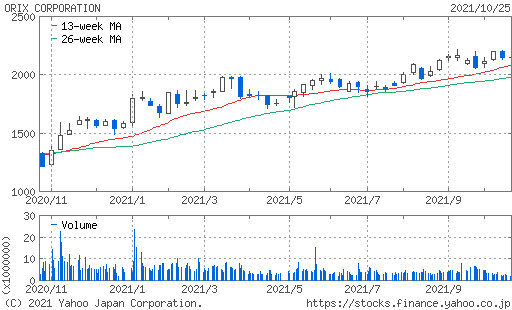 ORIX CORPORATION 2021/10/25
13-week MA
26-week MA
2500
2000
1500
1000
2020/11 2021/1 2021/3 2021/5 2021/7 2021/9
Volume
30
20
10
0
(x1000000)
2020/11 2021/1 2021/3 2021/5 2021/7 2021/9
(C) 2021 Yahoo Japan Corporation. https://stocks.finance.yahoo.co.jp/